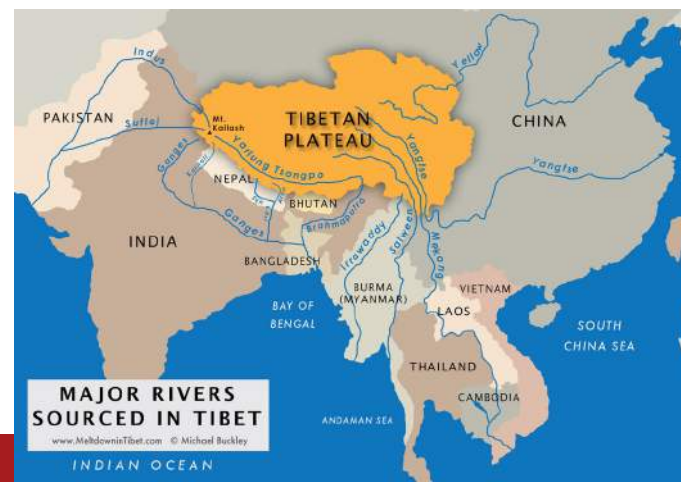 Indus
Yellow
PAKISTAN
Mt.
Kailash
Sutlej
TIBETAN
PLATEAU
CHINA
Yarlung Tsangpo
Yangtse
Yangtse
Ganges
NEPAL
BHUTAN
Ganges
Brahmaputra
INDIA
BANGLADESH
Irrawaddy
Salween
Mekong
BURMA
(MYANMAR)
VIETNAM
LAOS
BAY OF
BENGAL
SOUTH
CHINA SEA
THAILAND
CAMBODIA
MAJOR RIVERS
SOURCED IN TIBET
www.MeltdowninTibet.com © Michael Buckley
ANDAMAN SEA
INDIAN OCEAN